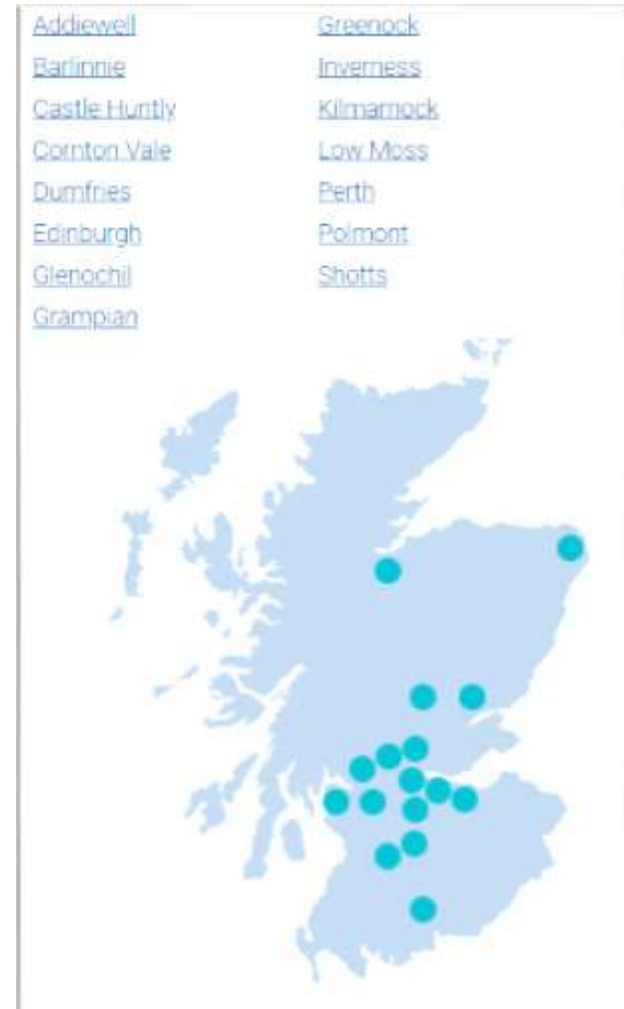 Addiewell
Barlinnie
Castle Huntly
Cornton Vale
Dumfries
Edinburgh
Glenochil
Grampian
Greenock
Inverness
Kilmarnock
Low Moss
Perth
Polmont
Shotts